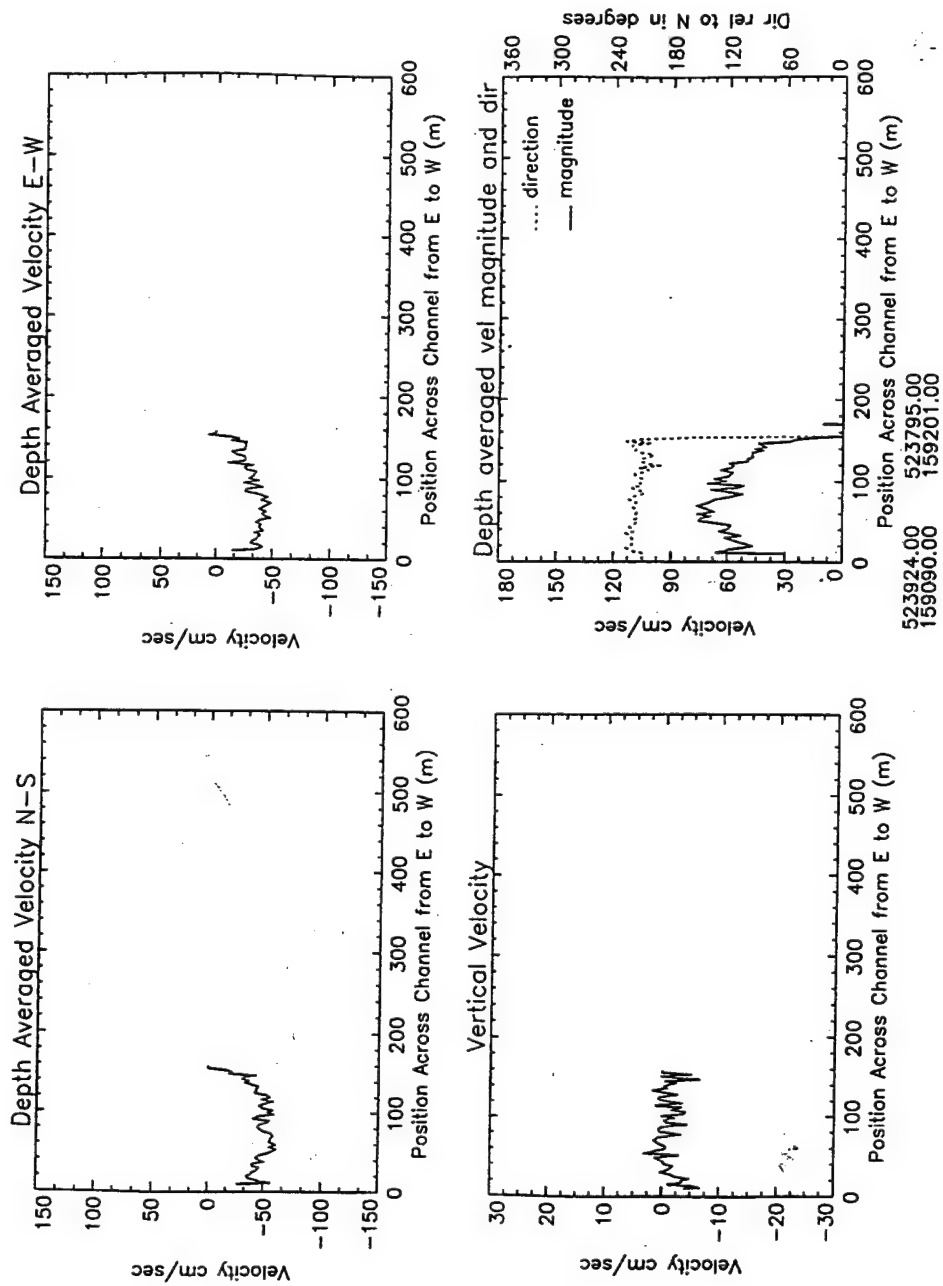 Depth Averaged Velocity N–S
150
100
50
0
−50
−100
−150
Velocity cm/sec
0 100 200 300 400 500 600
Position Across Channel from E to W (m)
Depth Averaged Velocity E–W
150
100
50
0
−50
−100
−150
Velocity cm/sec
0 100 200 300 400 500 600
Position Across Channel from E to W (m)
Vertical Velocity
30
20
10
0
−10
−20
−30
Velocity cm/sec
0 100 200 300 400 500 600
Position Across Channel from E to W (m)
Depth averaged vel magnitude and dir
direction
magnitude
180
150
120
90
60
30
0
Velocity cm/sec
360
300
240
180
120
60
0
Dir rel to N in degrees
0 100 200 300 400 500 600
Position Across Channel from E to W (m)
523924.00 523795.00
159090.00 159201.00